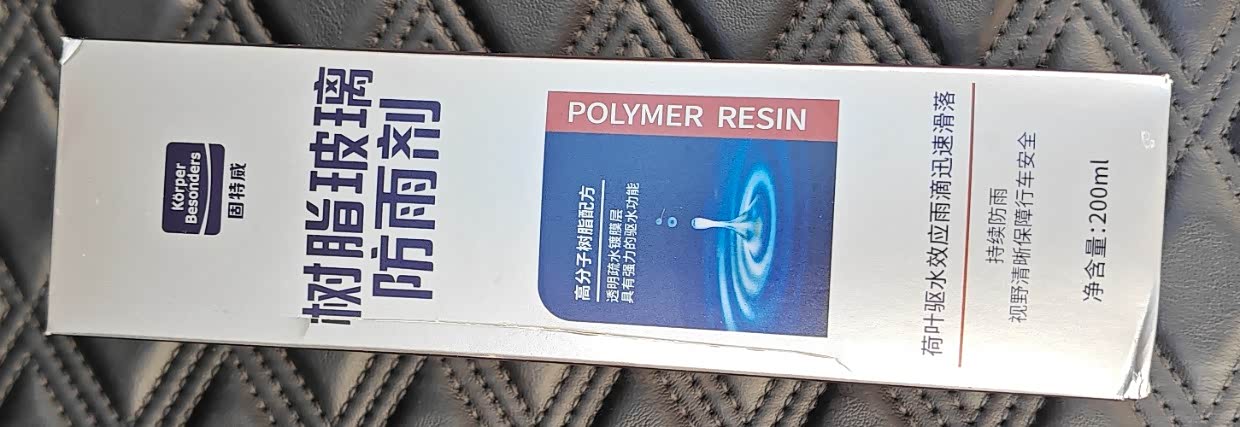 Körper
Besonders
固特威
树脂玻璃
防雨剂
POLYMER RESIN
高分子树脂配方
透明疏水镀膜层
具有强力的驱水功能
荷叶驱水效应雨滴迅速滑落
持续防雨
视野清晰保障行车安全
净含量:200ml